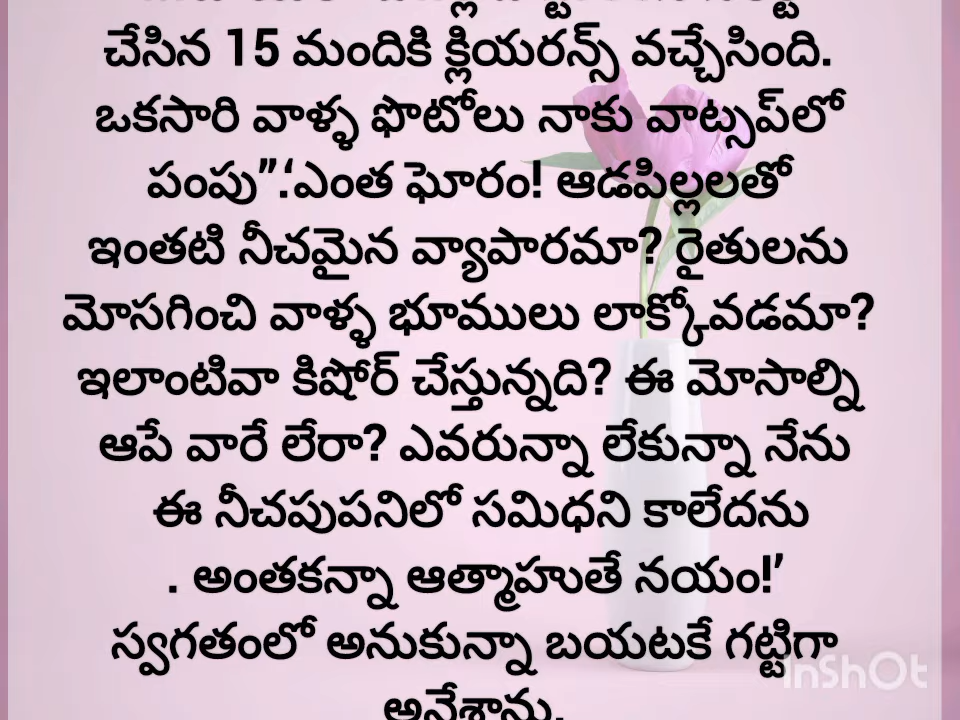 చేసిన 15 మందికి క్లియరన్స్ వచ్చేసింది.
ఒకసారి వాళ్ళ ఫొటోలు నాకు వాట్సప్‌లో
పంపు”.‘ఎంత ఘోరం! ఆడపిల్లలతో
ఇంతటి నీచమైన వ్యాపారమా? రైతులను
మోసగించి వాళ్ళ భూములు లాక్కోవడమా?
ఇలాంటివా కిషోర్ చేస్తున్నది? ఈ మోసాల్ని
ఆపే వారే లేరా? ఎవరున్నా లేకున్నా నేను
ఈ నీచపుపనిలో సమిధని కాలేదను
. అంతకన్నా ఆత్మాహుతే నయం!’
స్వగతంలో అనుకున్నా బయటకే గట్టిగా
అనేశాను.
InShOt